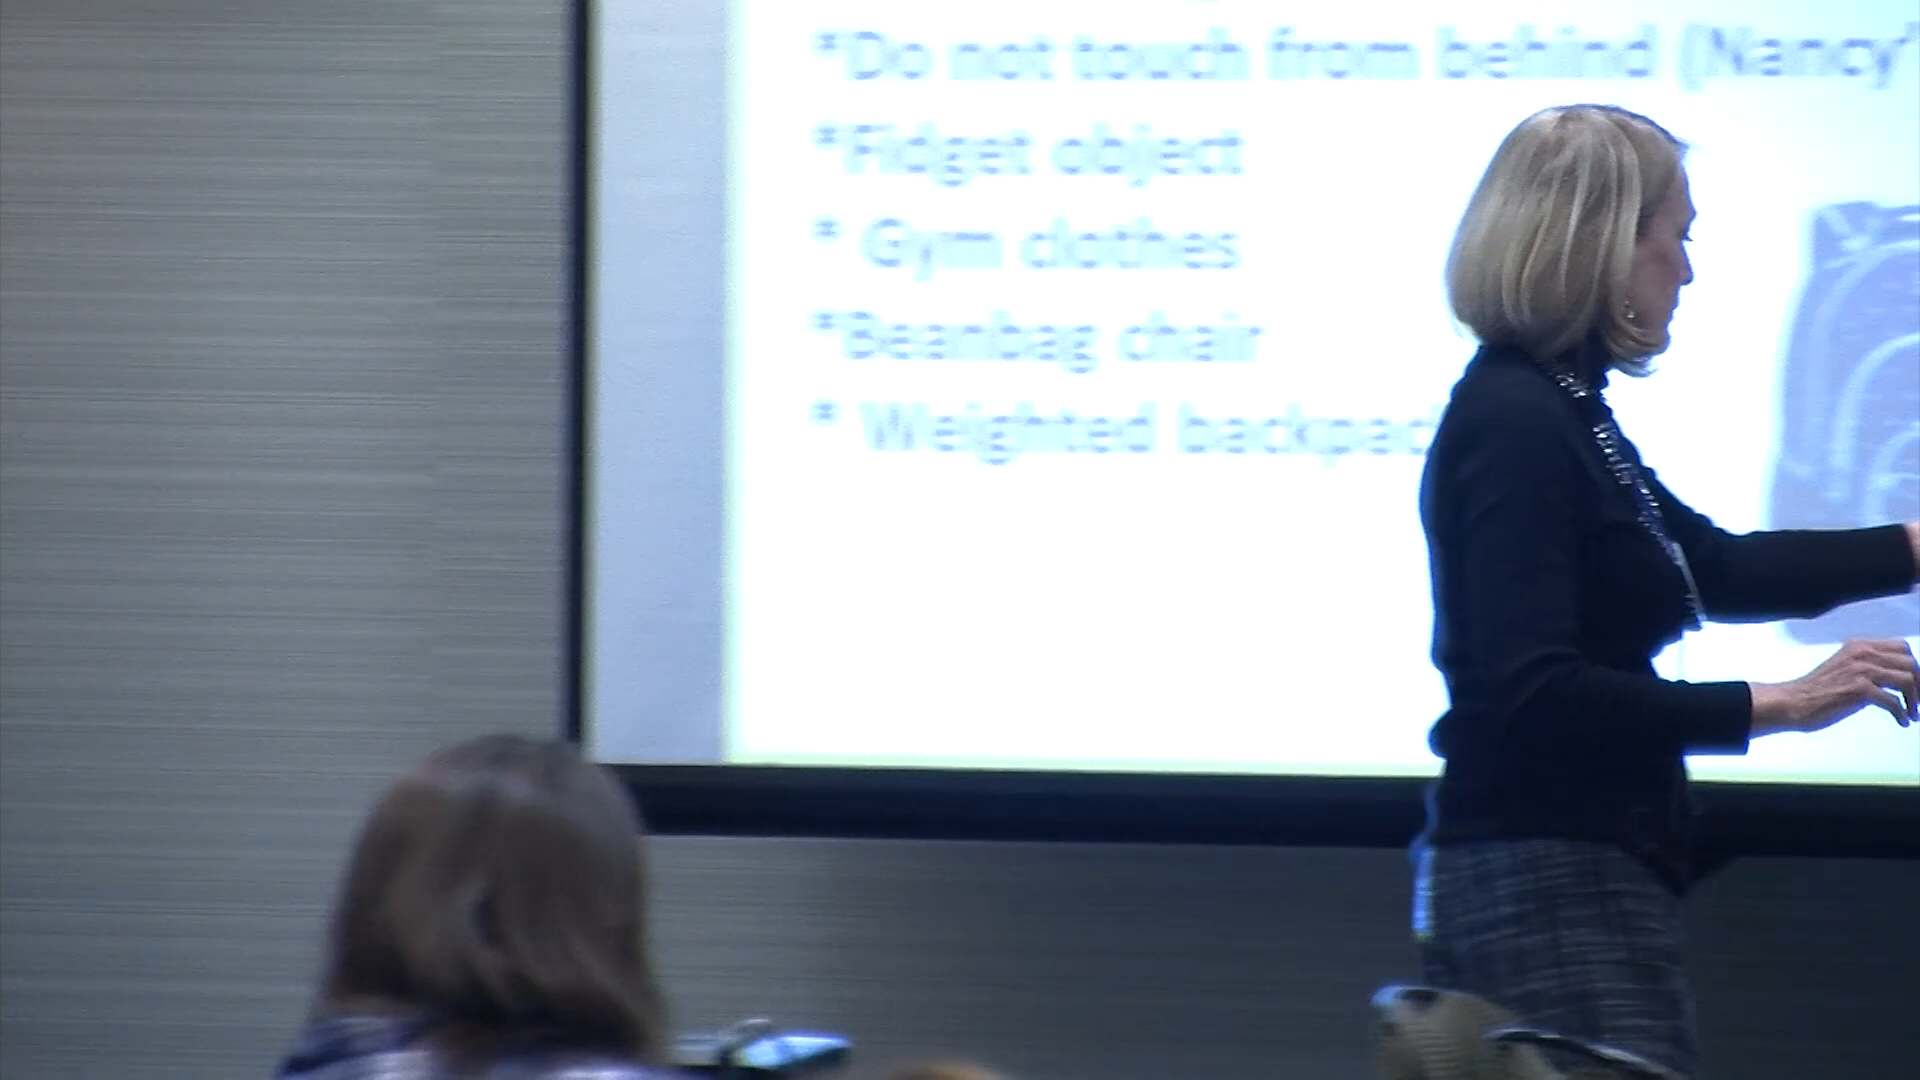 *Do not touch from behind (Nancy'
*Fidget object
* Gym clothes
*Beanbag chair
* Weighted backpac